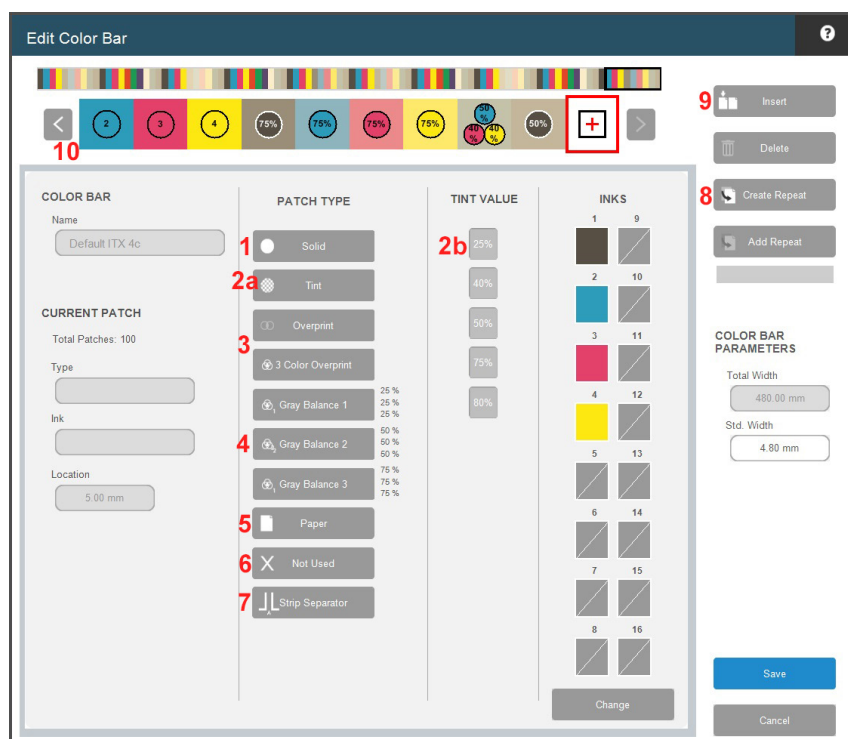 Edit Color Bar
?
2 3 4 75% 75% 75% 75% 50% 40% 40% 50% +
10
9 Insert
Delete
8 Create Repeat
Add Repeat
COLOR BAR
Name
Default ITX 4c
CURRENT PATCH
Total Patches: 100
Type
Ink
Location
5.00 mm
PATCH TYPE
1 Solid
2a Tint
Overprint
3
3 Color Overprint
Gray Balance 1
25 %
25 %
25 %
4 Gray Balance 2
50 %
50 %
50 %
Gray Balance 3
75 %
75 %
75 %
5 Paper
6 Not Used
7 Strip Separator
TINT VALUE
2b 25%
40%
50%
75%
80%
INKS
1 9
2 10
3 11
4 12
5 13
6 14
7 15
8 16
Change
COLOR BAR
PARAMETERS
Total Width
480.00 mm
Std. Width
4.80 mm
Save
Cancel